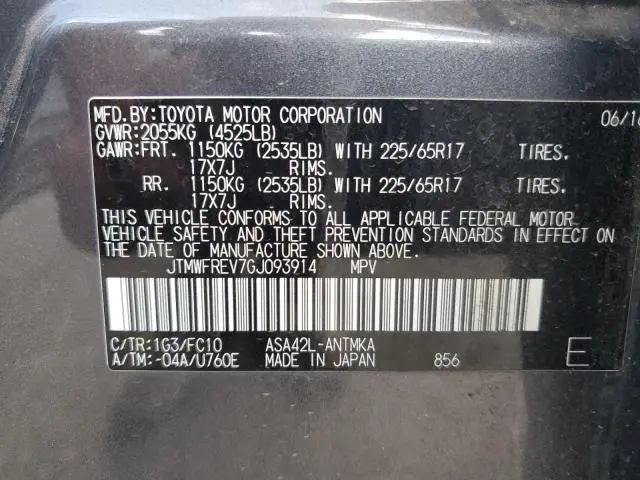 MFD.BY:TOYOTA MOTOR CORPORATION 06/16
GVWR:2055KG (4525LB)
GAWR:FRT. 1150KG (2535LB) WITH 225/65R17 TIRES.
17X7J RIMS.
RR. 1150KG (2535LB) WITH 225/65R17 TIRES.
17X7J RIMS.
THIS VEHICLE CONFORMS TO ALL APPLICABLE FEDERAL MOTOR
VEHICLE SAFETY AND THEFT PREVENTION STANDARDS IN EFFECT ON
THE DATE OF MANUFACTURE SHOWN ABOVE.
JTMWFREV7GJ093914 MPV
C/TR:1G3/FC10 ASA42L-ANTMKA
A/TM:-04A/U760E MADE IN JAPAN 856 E